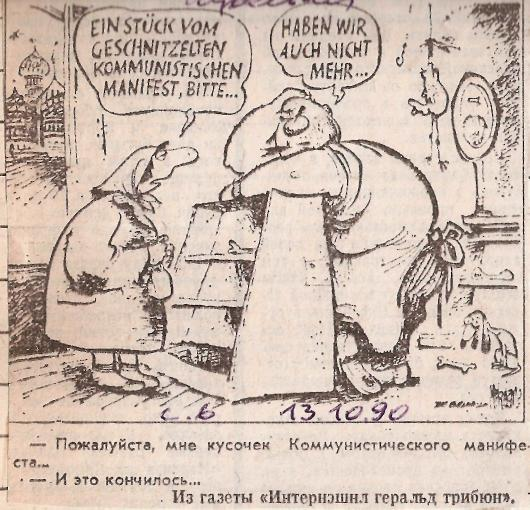 EIN STÜCK VOM
GESCHNITZELTEN
KOMMUNISTISCHEN
MANIFEST, BITTE...
HABEN WIR
AUCH NICHT
MEHR...
с. 6 13.10.90
— Пожалуйста, мне кусочек Коммунистического манифе-
ста...
— И это кончилось...
Из газеты «Интернэшнл геральд трибюн».